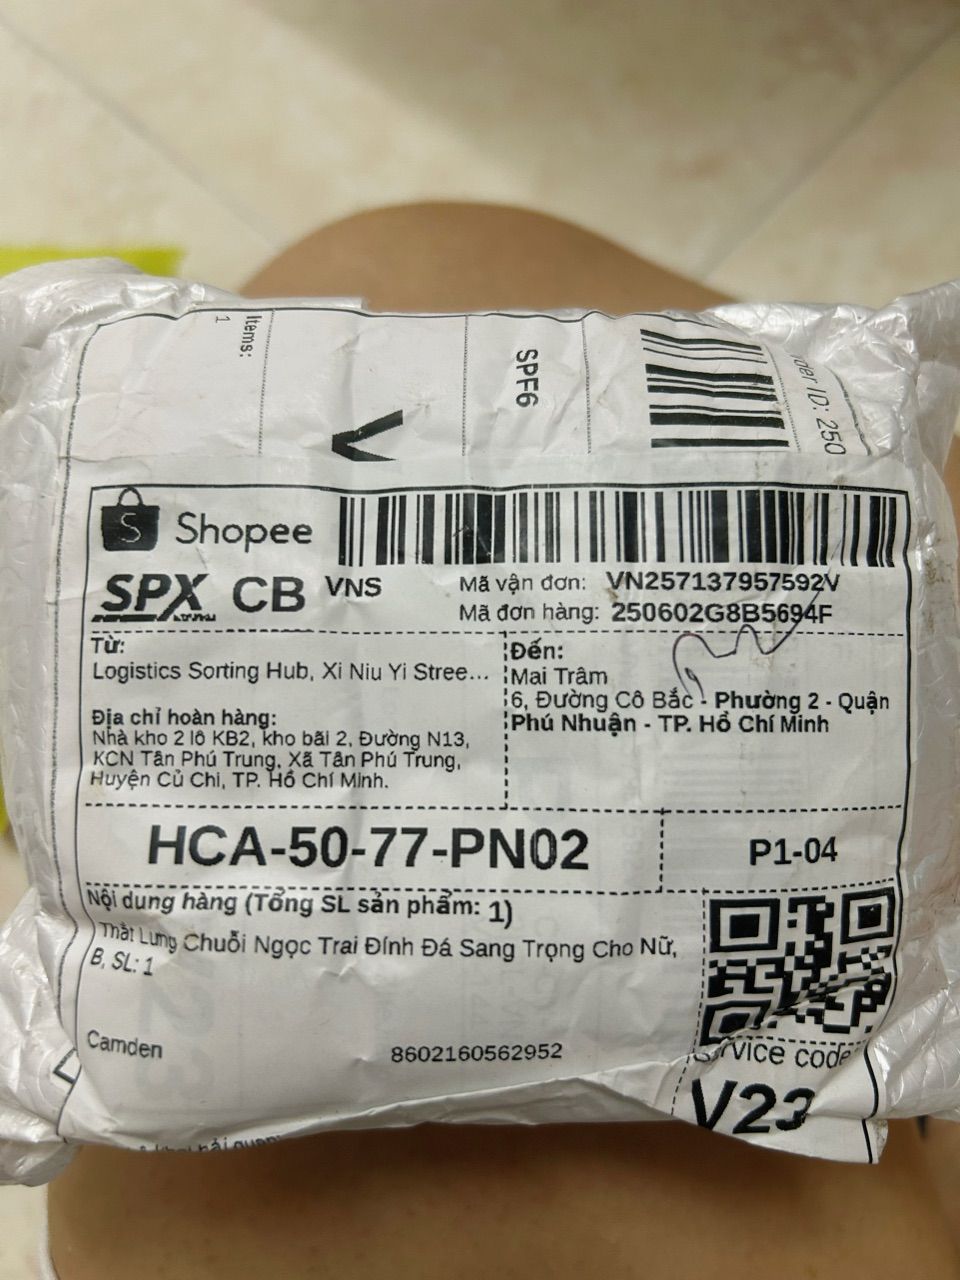 Items:
1
V
SPF6
der ID: 250
Shopee
SPX CB VNS
Mã vận đơn: VN257137957592V
Mã đơn hàng: 250602G8B5694F
Từ:
Logistics Sorting Hub, Xi Niu Yi Stree...
Địa chỉ hoàn hàng:
Nhà kho 2 lô KB2, kho bãi 2, Đường N13,
KCN Tân Phú Trung, Xã Tân Phú Trung,
Huyện Củ Chi, TP. Hồ Chí Minh.
Đến:
Mai Trâm
6, Đường Cô Bắc - Phường 2 - Quận
Phú Nhuận - TP. Hồ Chí Minh
HCA-50-77-PN02
P1-04
Nội dung hàng (Tổng SL sản phẩm: 1)
Thắt Lưng Chuỗi Ngọc Trai Đính Đá Sang Trọng Cho Nữ,
B, SL: 1
Camden
8602160562952
Service code
V23